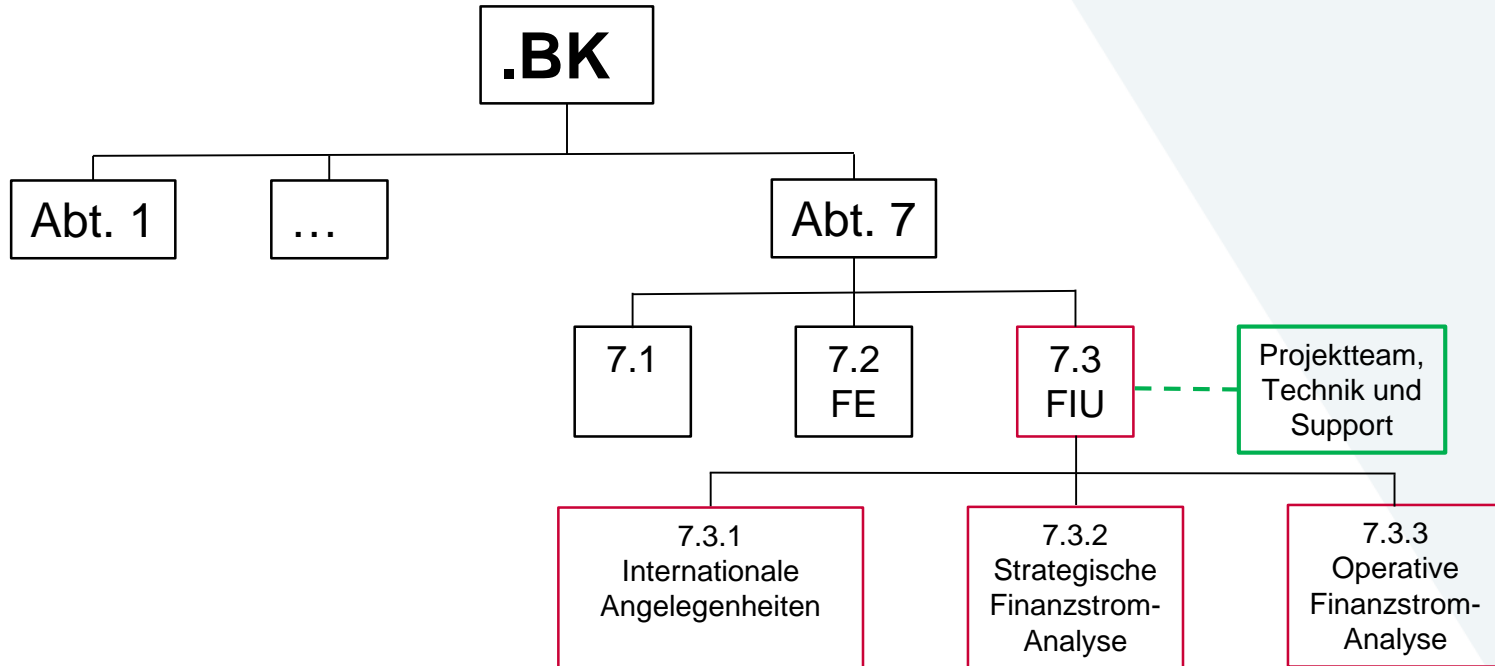 .BK
Abt. 1
…
Abt. 7
7.1
7.2
FE
7.3
FIU
Projektteam,
Technik und
Support
7.3.1
Internationale
Angelegenheiten
7.3.2
Strategische
Finanzstrom-
Analyse
7.3.3
Operative
Finanzstrom-
Analyse